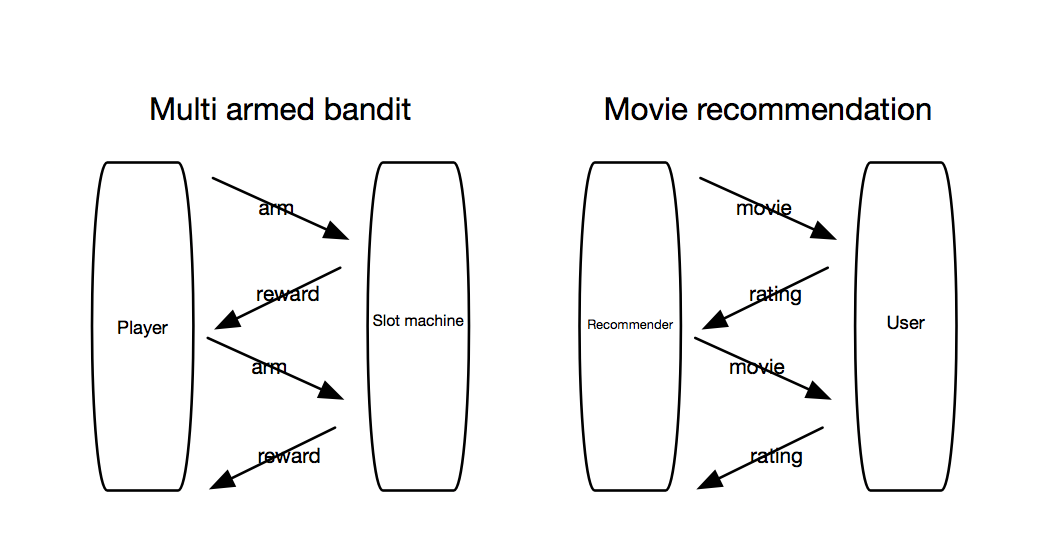 Multi armed bandit
Player
arm
reward
arm
reward
Slot machine
Movie recommendation
Recommender
movie
rating
movie
rating
User